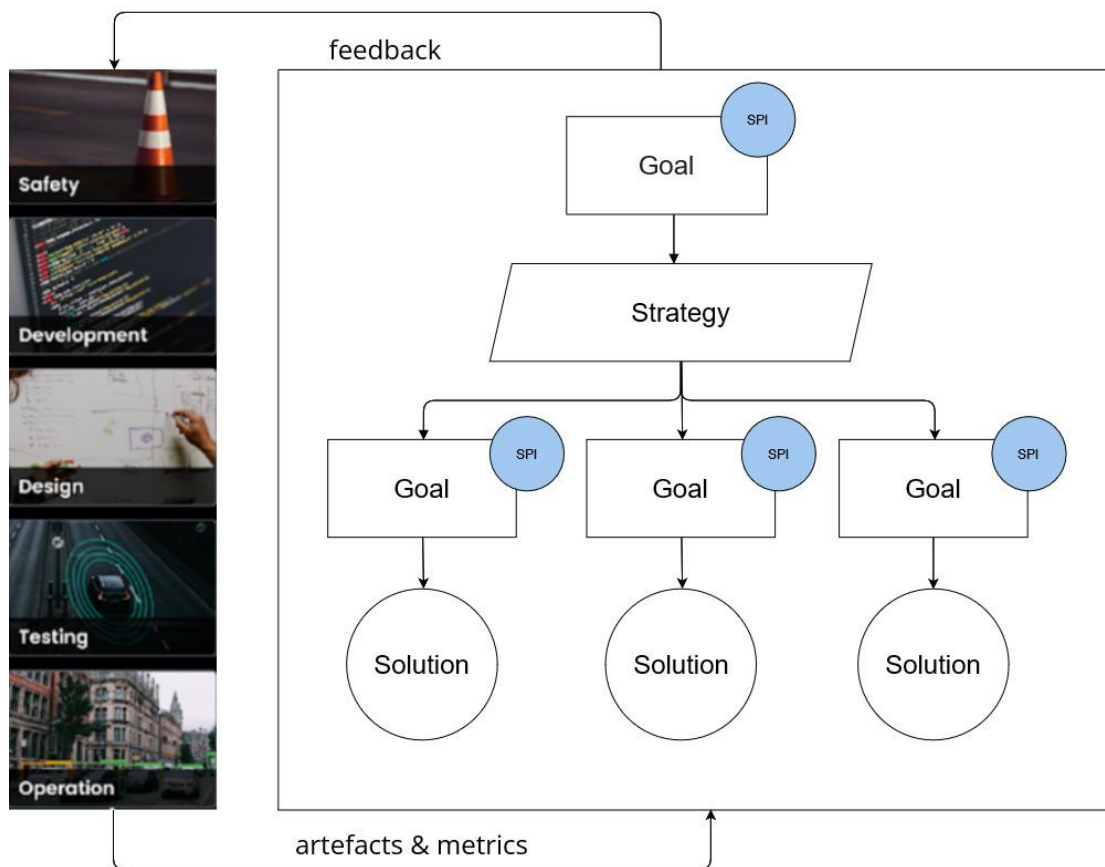 feedback
Safety
Development
Design
Testing
Operation
SPI
Goal
Strategy
SPI
SPI
SPI
Goal
Goal
Goal
Solution
Solution
Solution
artefacts & metrics